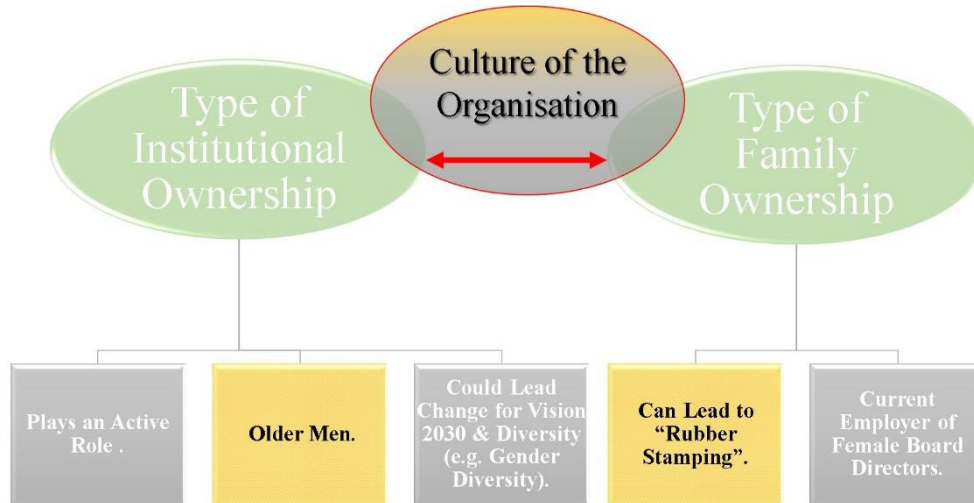 Culture of the
Organisation
Type of
Institutional
Ownership
Type of
Family
Ownership
Plays an Active
Role .
Older Men.
Could Lead
Change for Vision
2030 & Diversity
(e.g. Gender
Diversity).
Can Lead to
“Rubber
Stamping”.
Current
Employer of
Female Board
Directors.